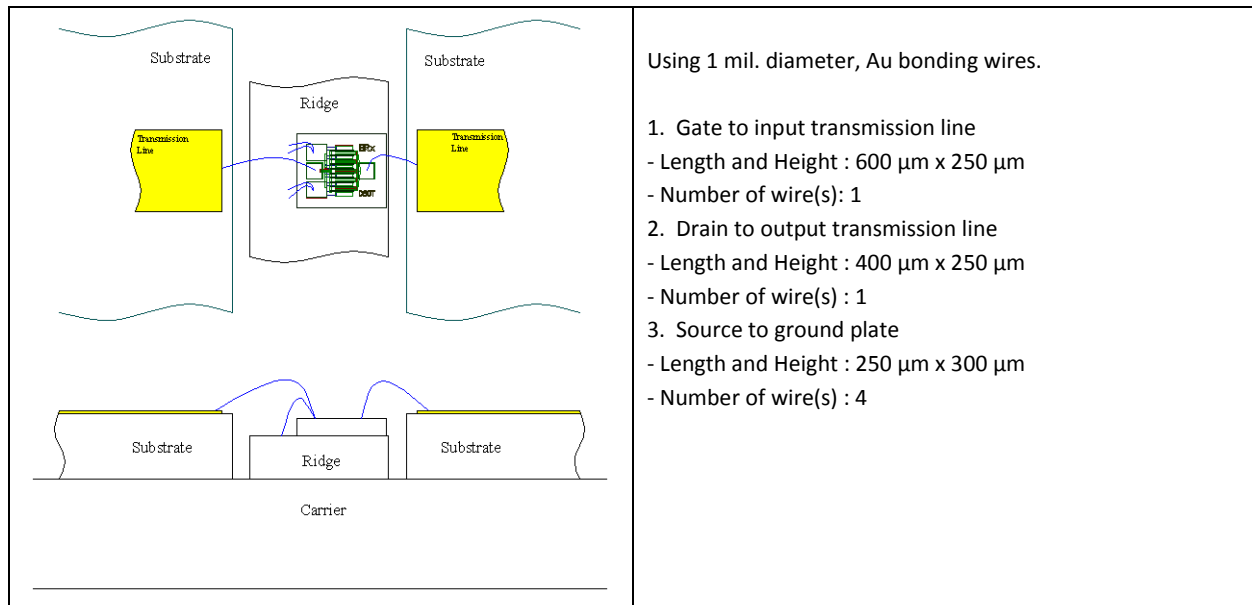 Substrate
Substrate
Ridge
Transmission
Line
Transmission
Line
Substrate
Ridge
Substrate
Carrier
Using 1 mil. diameter, Au bonding wires.
1. Gate to input transmission line
- Length and Height : 600 µm x 250 µm
- Number of wire(s): 1
2. Drain to output transmission line
- Length and Height : 400 µm x 250 µm
- Number of wire(s) : 1
3. Source to ground plate
- Length and Height : 250 µm x 300 µm
- Number of wire(s) : 4